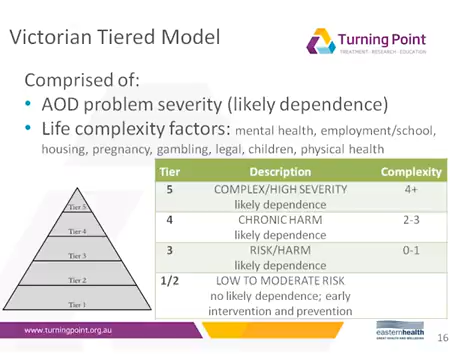 Victorian Tiered Model
Turning Point
TREATMENT • RESEARCH • EDUCATION
Comprised of:
• AOD problem severity (likely dependence)
• Life complexity factors: mental health, employment/school,
housing, pregnancy, gambling, legal, children, physical health
Tier Description Complexity
5 COMPLEX/HIGH SEVERITY 4+
likely dependence
4 CHRONIC HARM 2-3
likely dependence
3 RISK/HARM 0-1
likely dependence
1/2 LOW TO MODERATE RISK
no likely dependence; early
intervention and prevention
Tier 5
Tier 4
Tier 3
Tier 2
Tier 1
www.turningpoint.org.au
easternhealth
GREAT HEALTH AND WELLBEING
16